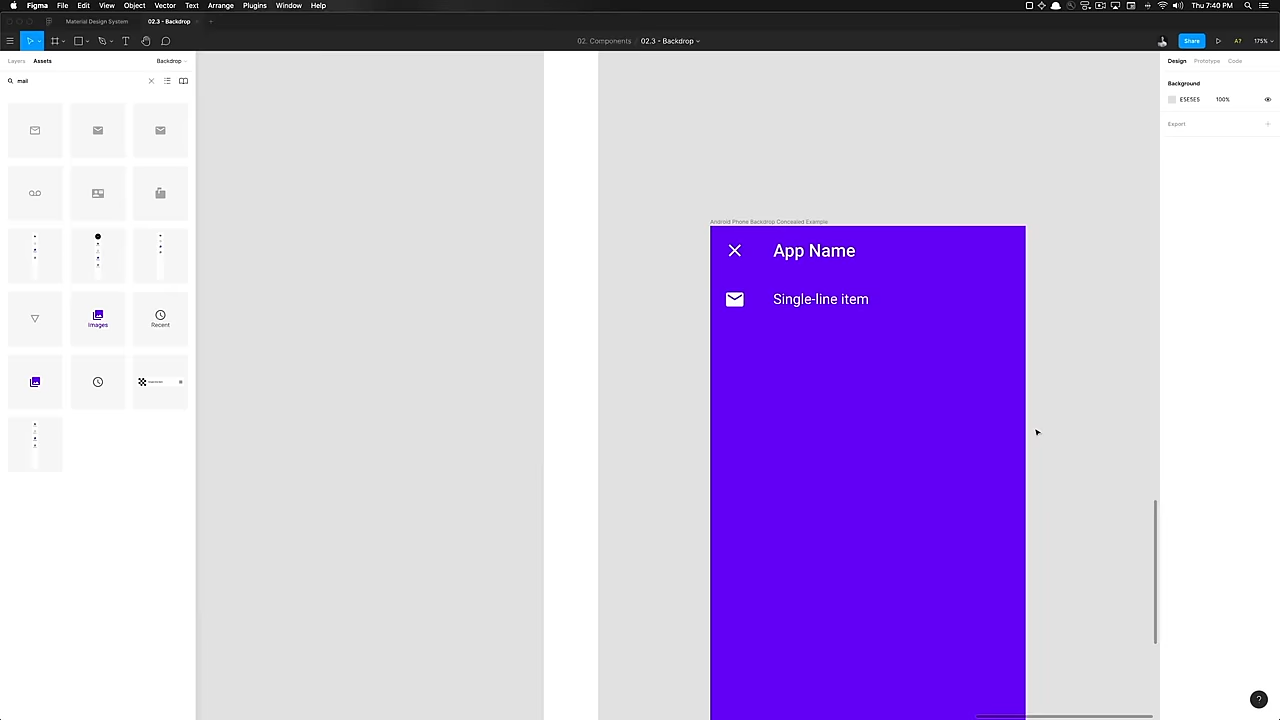 Figma File Edit View Object Vector Text Arrange Plugins Window Help
Thu 7:40 PM
Material Design System
02.3 - Backdrop
02. Components / 02.3 - Backdrop
Share
A?
175%
Layers Assets
Backdrop
mail
Images
Recent
Android Phone Backdrop Concealed Example
App Name
Single-line item
Design Prototype Code
Background
E5E5E5 100%
Export
?